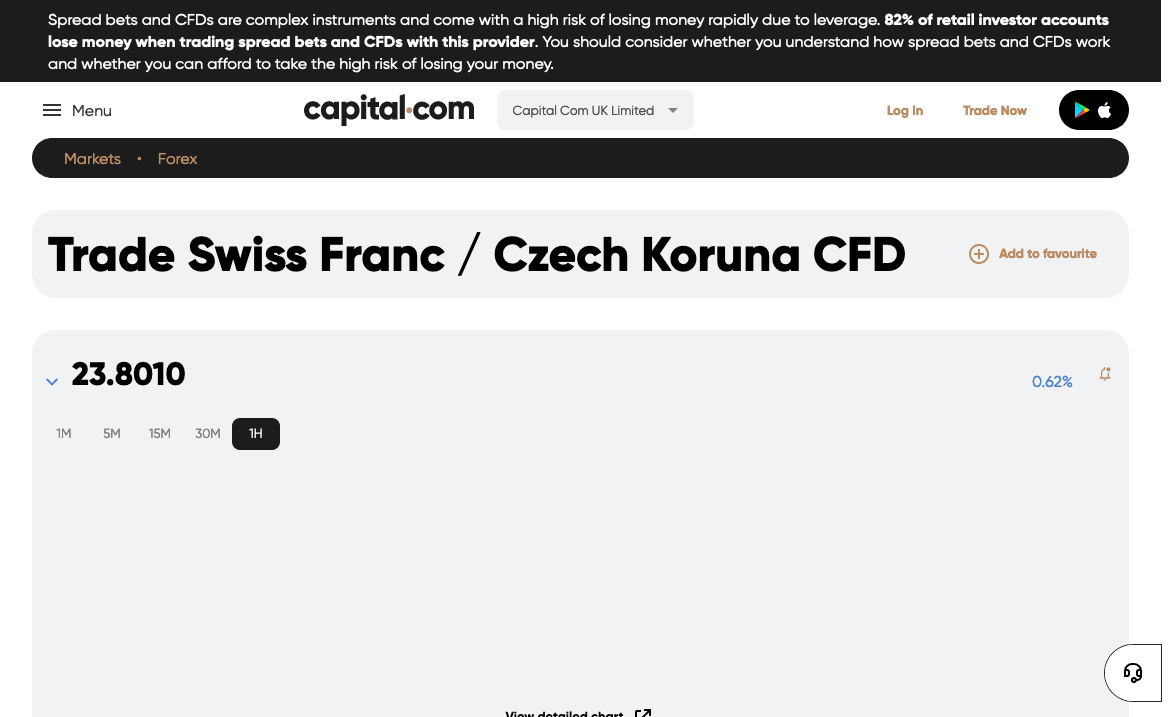 Spread bets and CFDs are complex instruments and come with a high risk of losing money rapidly due to leverage. 82% of retail investor accounts
lose money when trading spread bets and CFDs with this provider. You should consider whether you understand how spread bets and CFDs work
and whether you can afford to take the high risk of losing your money.
Menu
capital.com
Capital Com UK Limited
Log In
Trade Now
Markets • Forex
Trade Swiss Franc / Czech Koruna CFD
Add to favourite
23.8010
0.62%
1M 5M 15M 30M 1H
View detailed chart